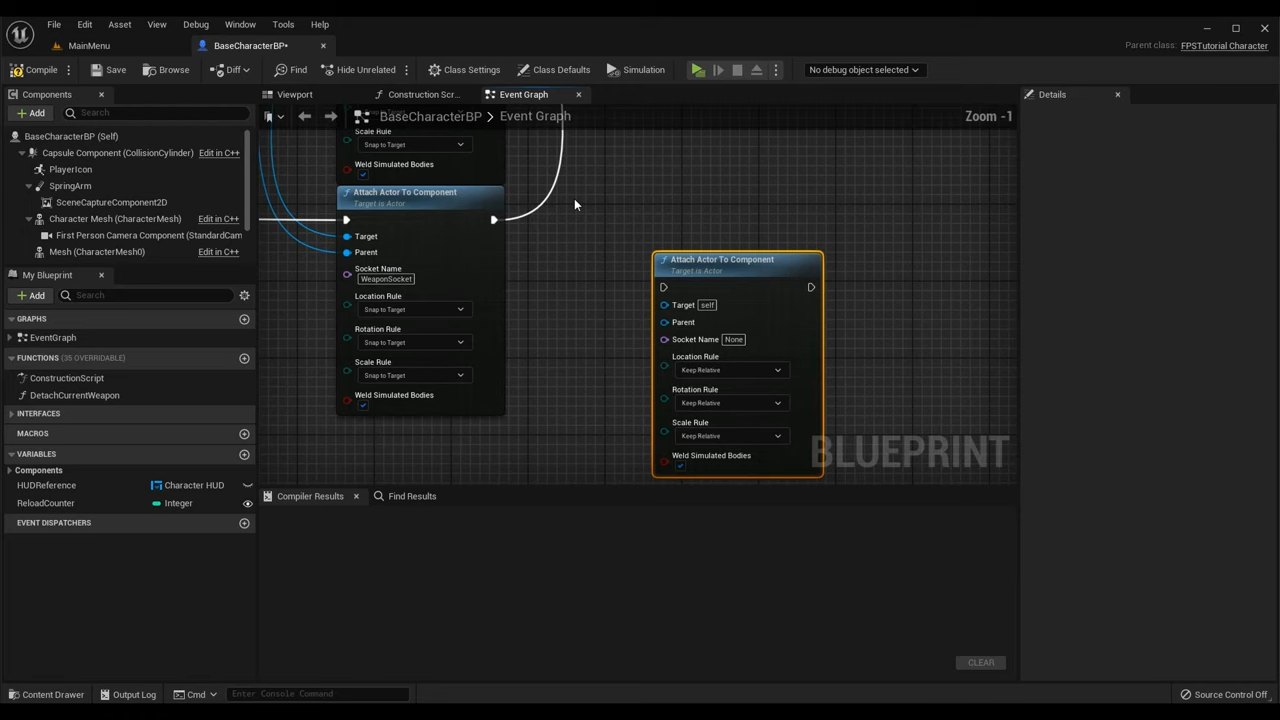 File Edit Asset View Debug Window Tools Help
MainMenu BaseCharacterBP* Parent class: FPSTutorial Character
Compile Save Browse Diff Find Hide Unrelated Class Settings Class Defaults Simulation No debug object selected
Components
Add Search
BaseCharacterBP (Self)
Capsule Component (CollisionCylinder) Edit in C++
PlayerIcon
SpringArm
SceneCaptureComponent2D
Character Mesh (CharacterMesh) Edit in C++
First Person Camera Component (StandardCam
Mesh (CharacterMesh0) Edit in C++
My Blueprint
Add Search
GRAPHS
EventGraph
FUNCTIONS (35 OVERRIDABLE)
ConstructionScript
DetachCurrentWeapon
INTERFACES
MACROS
VARIABLES
Components
HUDReference Character HUD
ReloadCounter Integer
EVENT DISPATCHERS
Viewport Construction Scr... Event Graph
BaseCharacterBP > Event Graph Zoom -1
Scale Rule
Snap to Target
Weld Simulated Bodies
Attach Actor To Component
Target is Actor
Target
Parent
Socket Name
WeaponSocket
Location Rule
Snap to Target
Rotation Rule
Snap to Target
Scale Rule
Snap to Target
Weld Simulated Bodies
Attach Actor To Component
Target is Actor
Target self
Parent
Socket Name None
Location Rule
Keep Relative
Rotation Rule
Keep Relative
Scale Rule
Keep Relative
Weld Simulated Bodies
BLUEPRINT
Details
Compiler Results Find Results
CLEAR
Content Drawer Output Log Cmd Enter Console Command Source Control Off